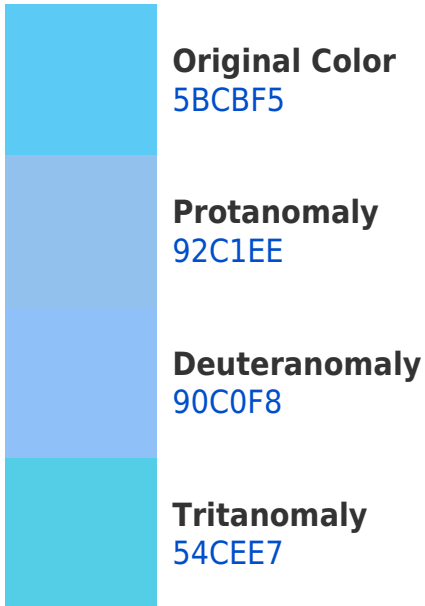 Original Color
5BCBF5
Protanomaly
92C1EE
Deuteranomaly
90C0F8
Tritanomaly
54CEE7